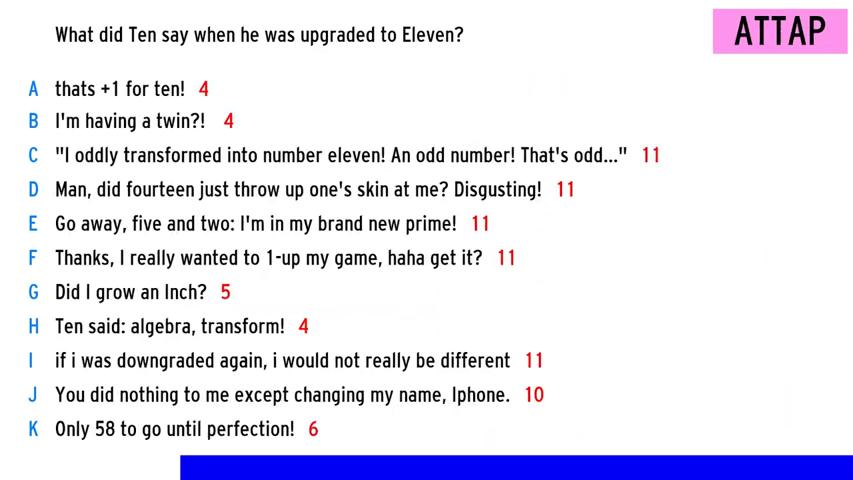 What did Ten say when he was upgraded to Eleven?
ATTAP
A thats +1 for ten! 4
B I'm having a twin?! 4
C "I oddly transformed into number eleven! An odd number! That's odd..." 11
D Man, did fourteen just throw up one's skin at me? Disgusting! 11
E Go away, five and two: I'm in my brand new prime! 11
F Thanks, I really wanted to 1-up my game, haha get it? 11
G Did I grow an Inch? 5
H Ten said: algebra, transform! 4
I if i was downgraded again, i would not really be different 11
J You did nothing to me except changing my name, Iphone. 10
K Only 58 to go until perfection! 6